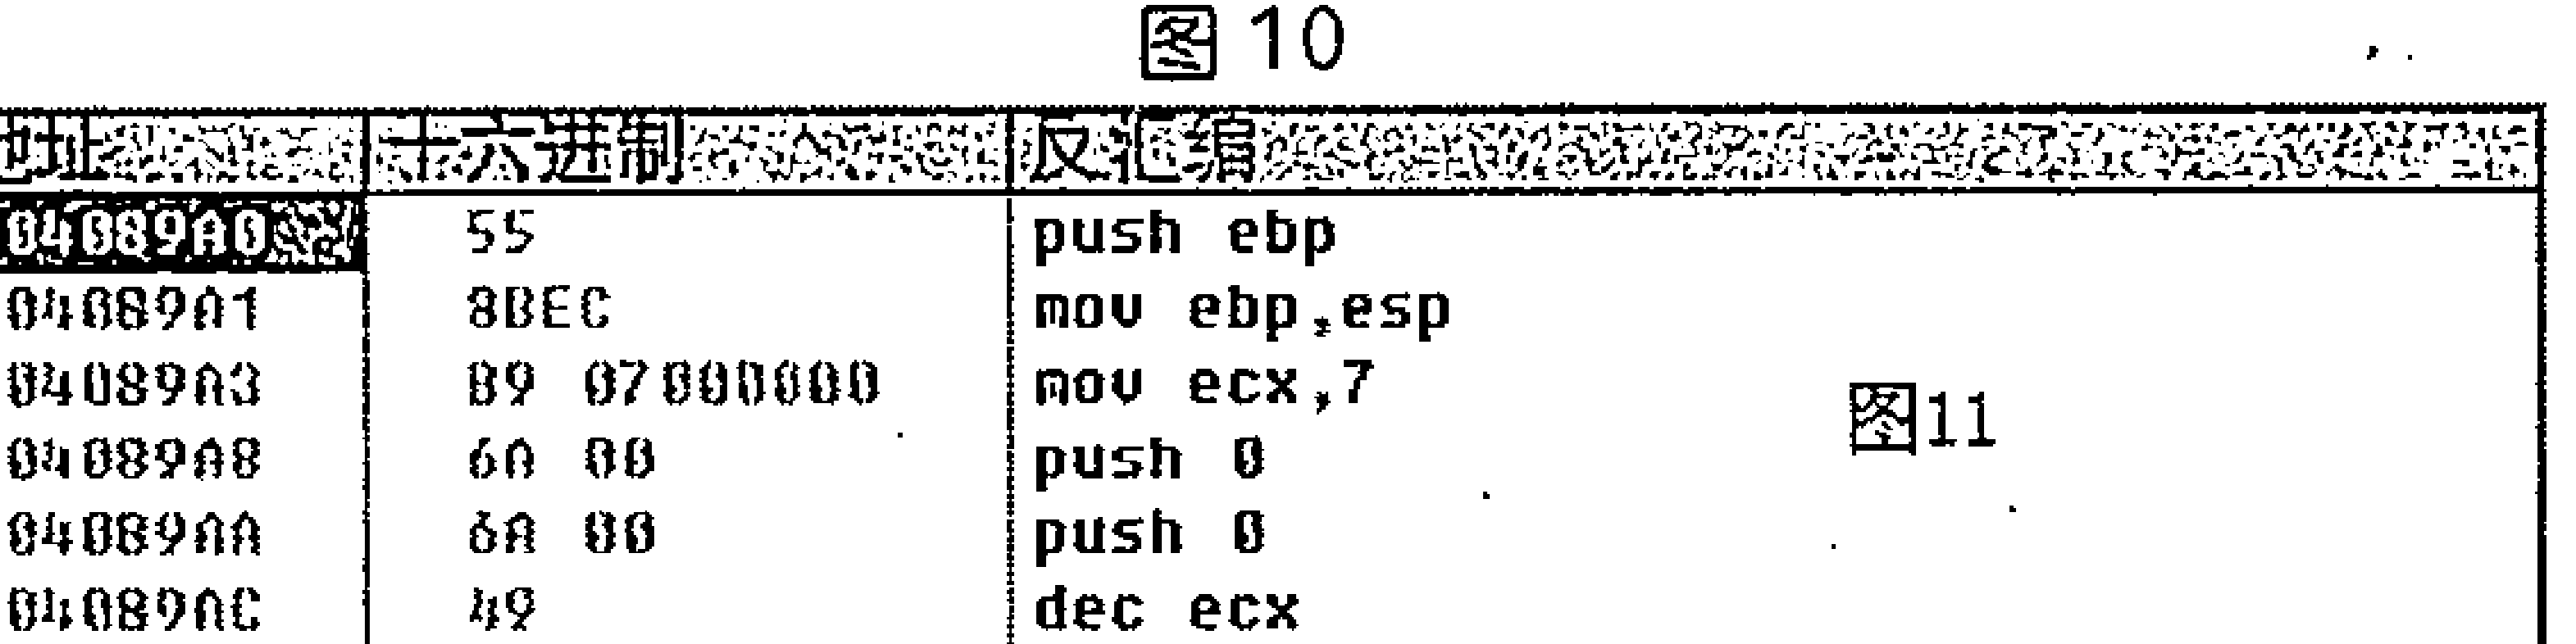 图 10
地址 十六进制 反汇编
04089A0 55 push ebp
04089A1 8BEC mov ebp,esp
04089A3 B9 07000000 mov ecx,7
图11
04089A8 6A 00 push 0
04089AA 6A 00 push 0
04089AC 49 dec ecx